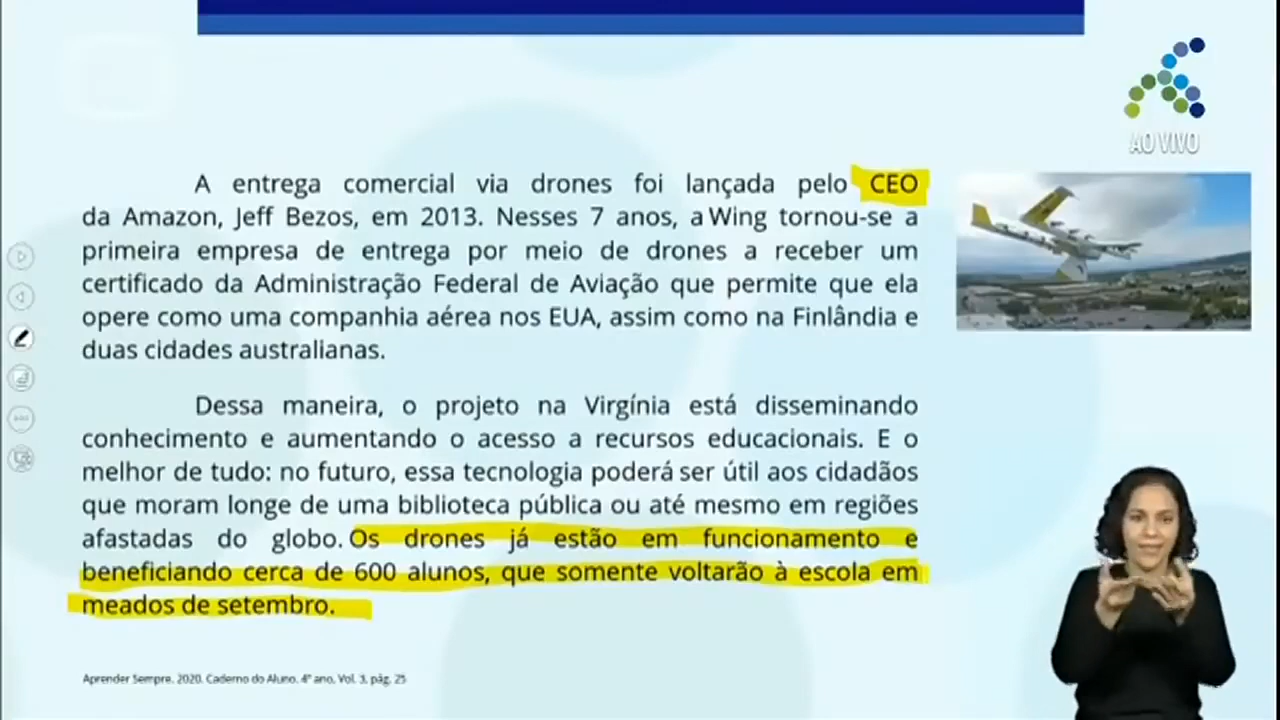 AO VIVO
A entrega comercial via drones foi lançada pelo CEO
da Amazon, Jeff Bezos, em 2013. Nesses 7 anos, a Wing tornou-se a
primeira empresa de entrega por meio de drones a receber um
certificado da Administração Federal de Aviação que permite que ela
opere como uma companhia aérea nos EUA, assim como na Finlândia e
duas cidades australianas.
Dessa maneira, o projeto na Virgínia está disseminando
conhecimento e aumentando o acesso a recursos educacionais. E o
melhor de tudo: no futuro, essa tecnologia poderá ser útil aos cidadãos
que moram longe de uma biblioteca pública ou até mesmo em regiões
afastadas do globo. Os drones já estão em funcionamento e
beneficiando cerca de 600 alunos, que somente voltarão à escola em
meados de setembro.
Aprender Sempre. 2020. Caderno do Aluno. 4º ano. Vol. 3, pág. 25